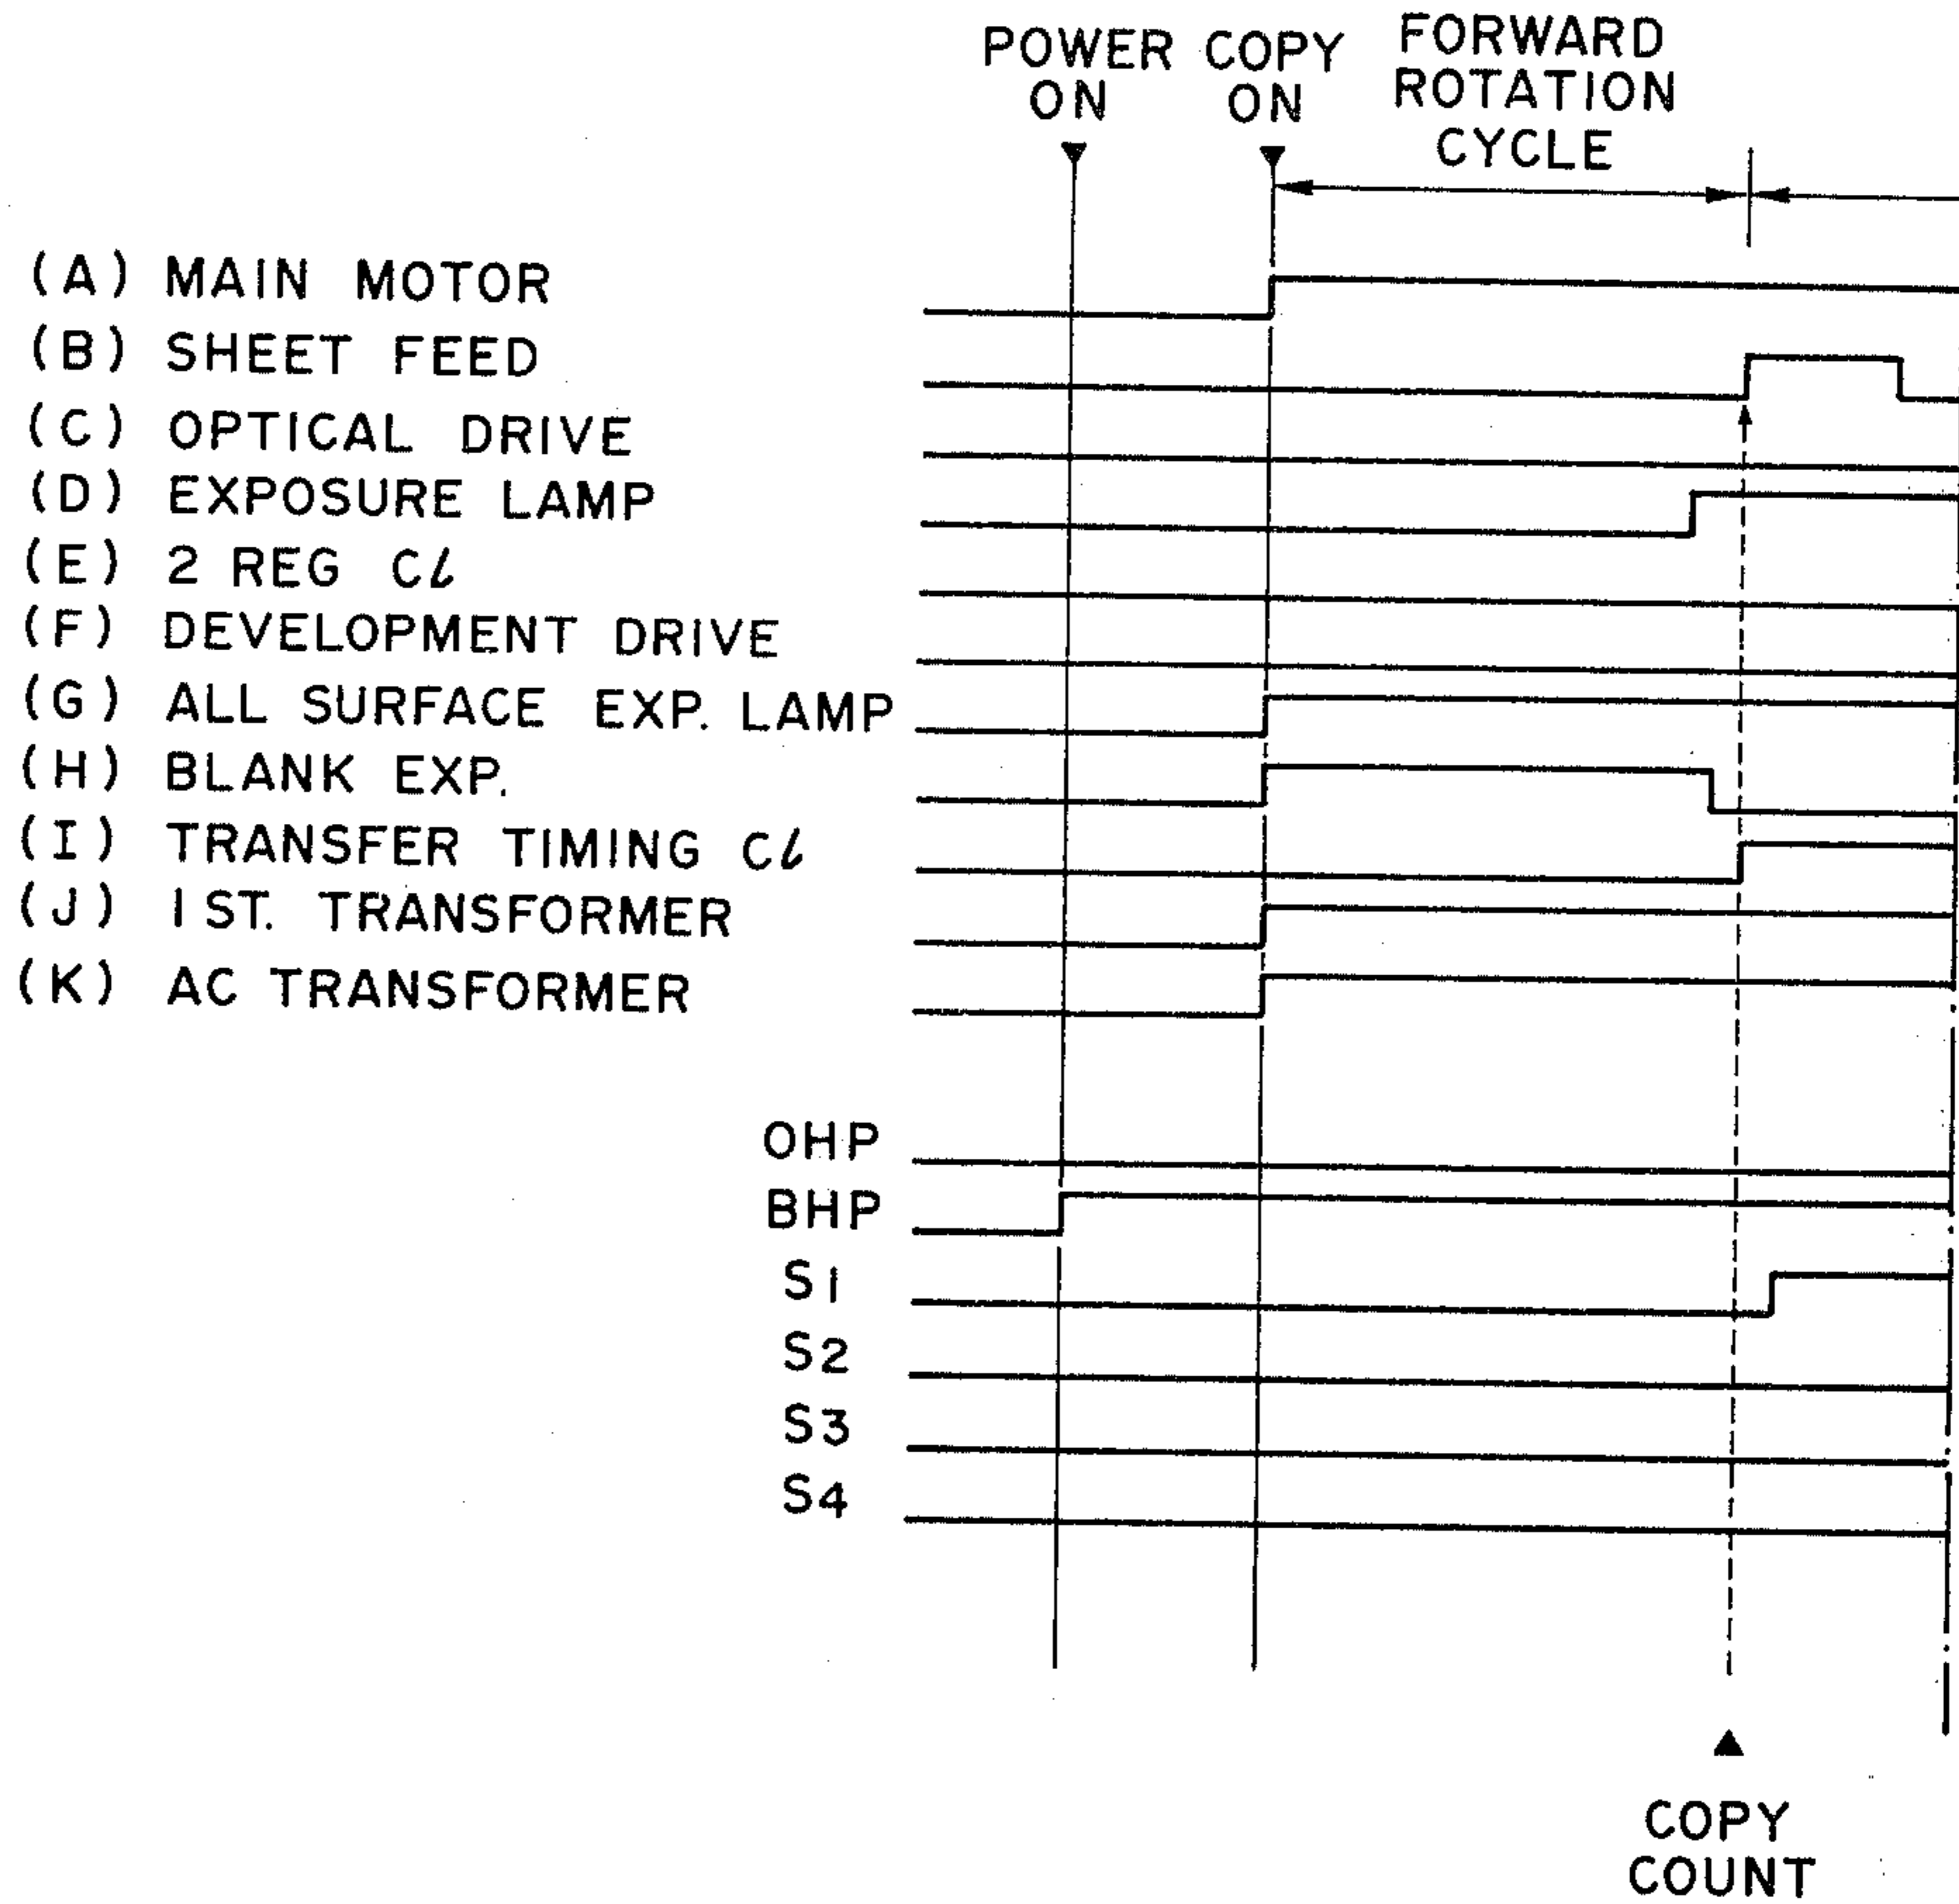 POWER ON
COPY ON
FORWARD
ROTATION
CYCLE
(A) MAIN MOTOR
(B) SHEET FEED
(C) OPTICAL DRIVE
(D) EXPOSURE LAMP
(E) 2 REG Cℓ
(F) DEVELOPMENT DRIVE
(G) ALL SURFACE EXP. LAMP
(H) BLANK EXP.
(I) TRANSFER TIMING Cℓ
(J) 1 ST. TRANSFORMER
(K) AC TRANSFORMER
OHP
BHP
S1
S2
S3
S4
COPY
COUNT